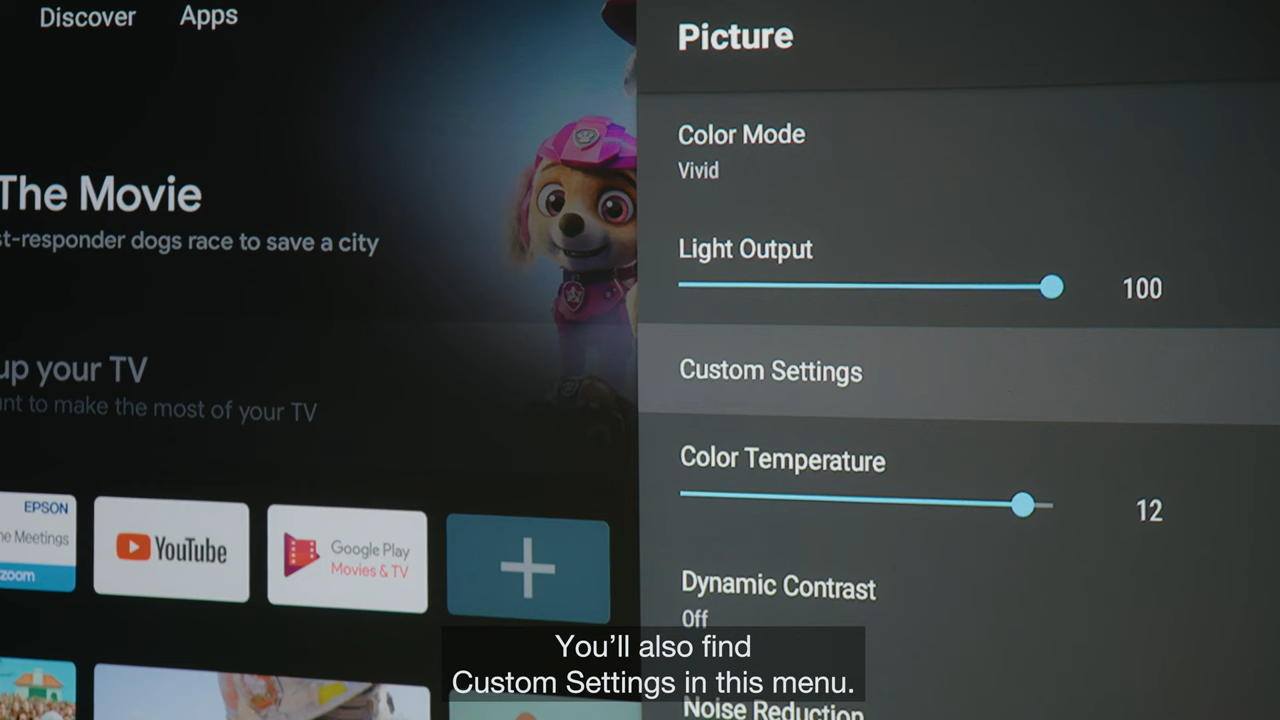 Discover
Apps
The Movie
st-responder dogs race to save a city
up your TV
nt to make the most of your TV
EPSON
ne Meetings
zoom
YouTube
Google Play
Movies & TV
Picture
Color Mode
Vivid
Light Output
100
Custom Settings
Color Temperature
12
Dynamic Contrast
Off
Noise Reduction
You’ll also find
Custom Settings in this menu.